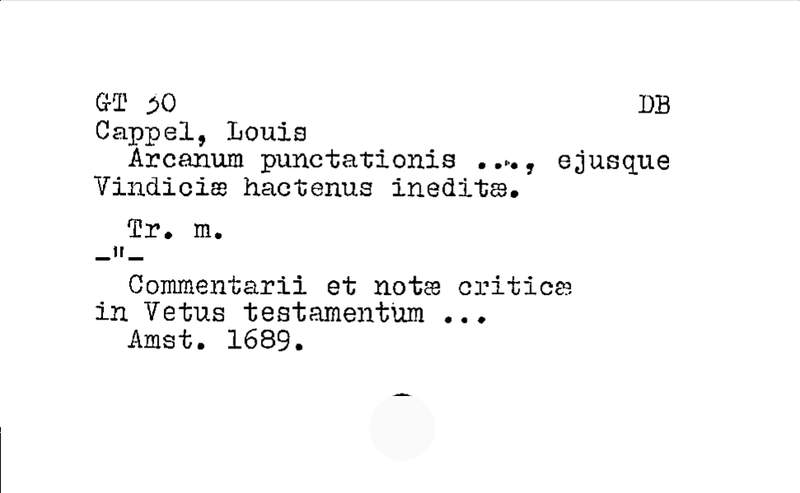 GT 30 DB
Cappel, Louis
Arcanum punctationis ...., ejusque
Vindiciæ hactenus ineditæ.
Tr. m.
—"—
Commentarii et notæ criticæ
in Vetus testamentum ...
Amst. 1689.